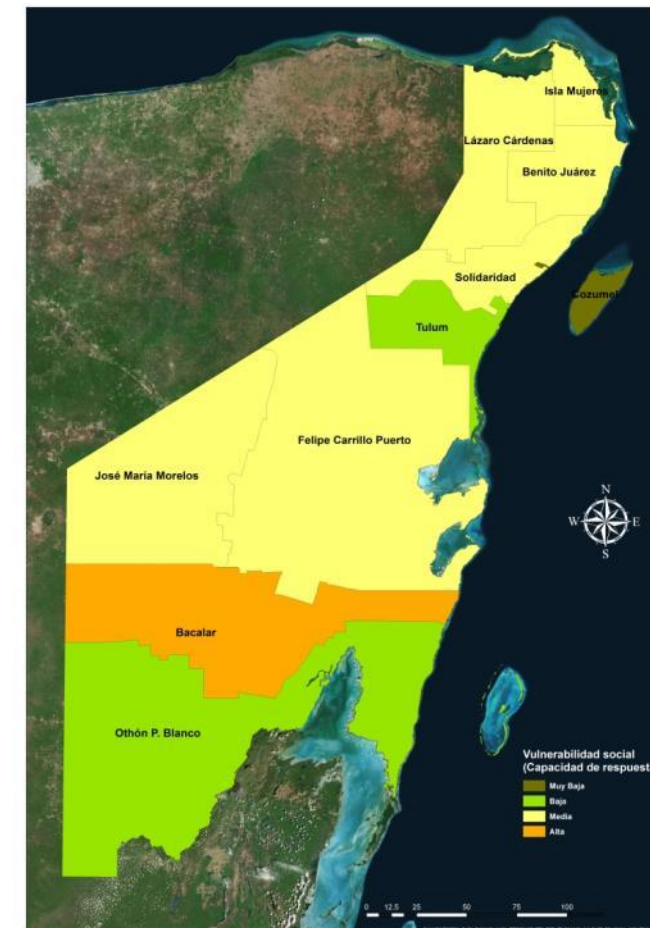 Isla Mujeres
Lázaro Cárdenas
Benito Juárez
Solidaridad
Cozumel
Tulum
Felipe Carrillo Puerto
José María Morelos
N
W E
S
Bacalar
Othón P. Blanco
Vulnerabilidad social
(Capacidad de respuest
Muy Baja
Baja
Media
Alta
0 12.5 25 50 75 100